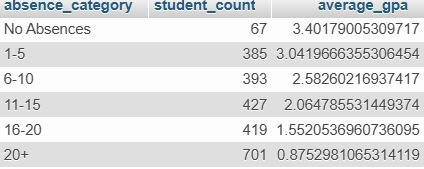 absence_category student_count average_gpa
No Absences 67 3.40179005309717
1-5 385 3.0419666355306454
6-10 393 2.58260216937417
11-15 427 2.064785531449374
16-20 419 1.5520536960736095
20+ 701 0.8752981065314119